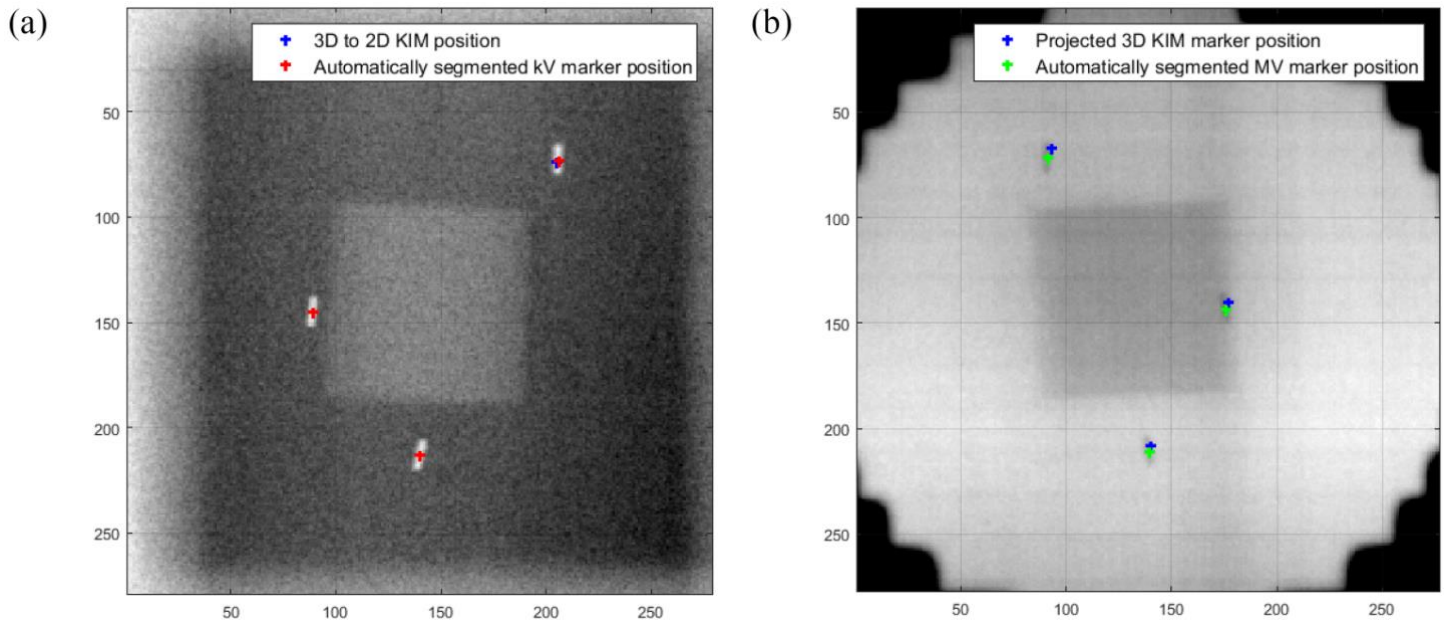 (a)
3D to 2D KIM position
Automatically segmented kV marker position
50
100
150
200
250
50 100 150 200 250
(b)
Projected 3D KIM marker position
Automatically segmented MV marker position
50
100
150
200
250
50 100 150 200 250